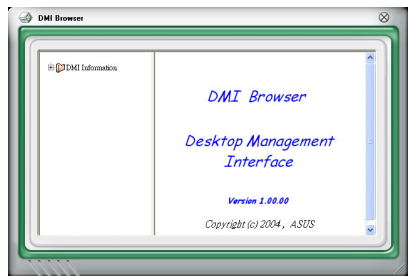 DMI Browser
DMI Information
DMI Browser
Desktop Management
Interface
Version 1.00.00
Copyright (c) 2004, ASUS